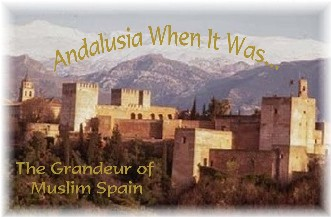 Andalusia When It Was...
The Grandeur of
Muslim Spain